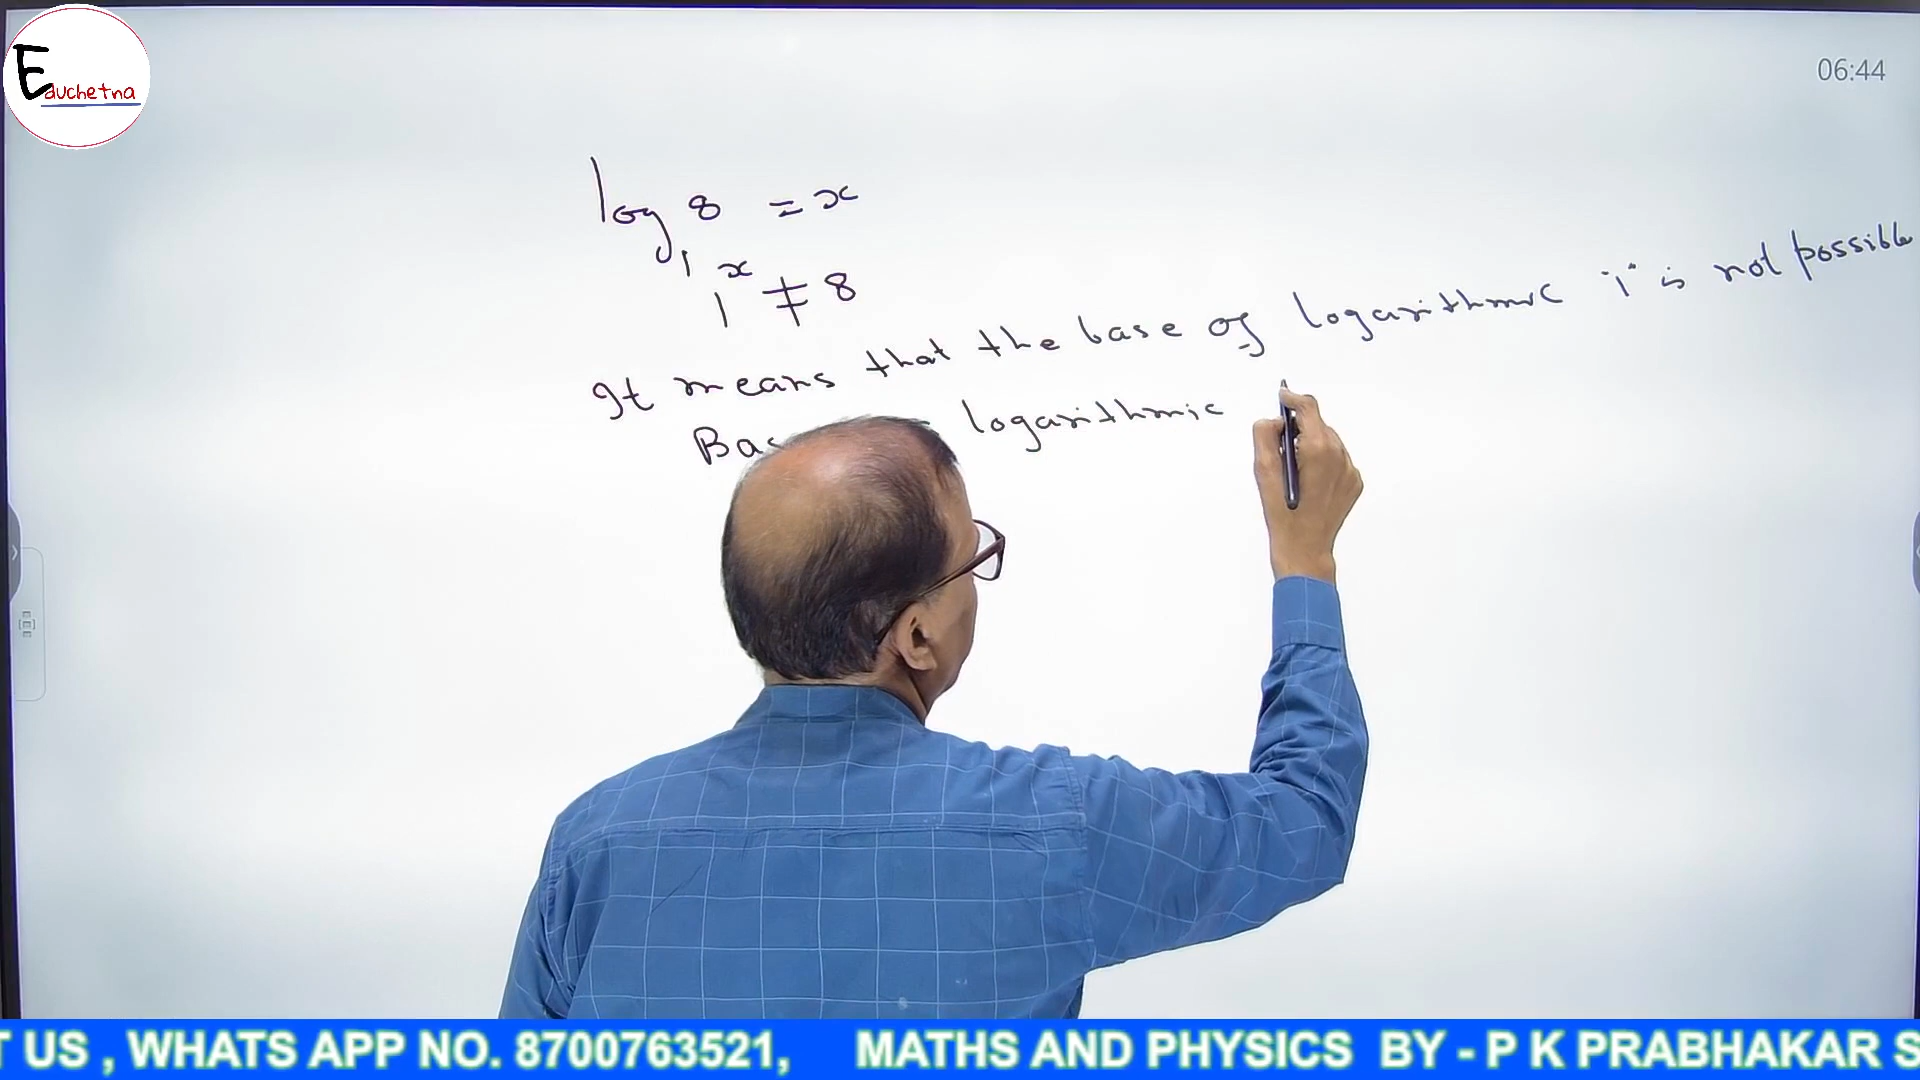 Educhetna
06:44
log₁ 8 = x
1ˣ ≠ 8
It means that the base of logarithmic "1" is not possible
logarithmic
T US , WHATS APP NO. 8700763521, MATHS AND PHYSICS BY - P K PRABHAKAR S